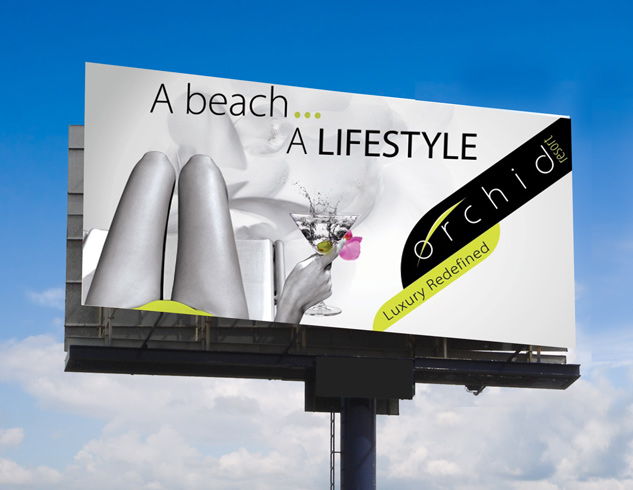 A beach...
A LIFESTYLE
orchid
resort
Luxury Redefined